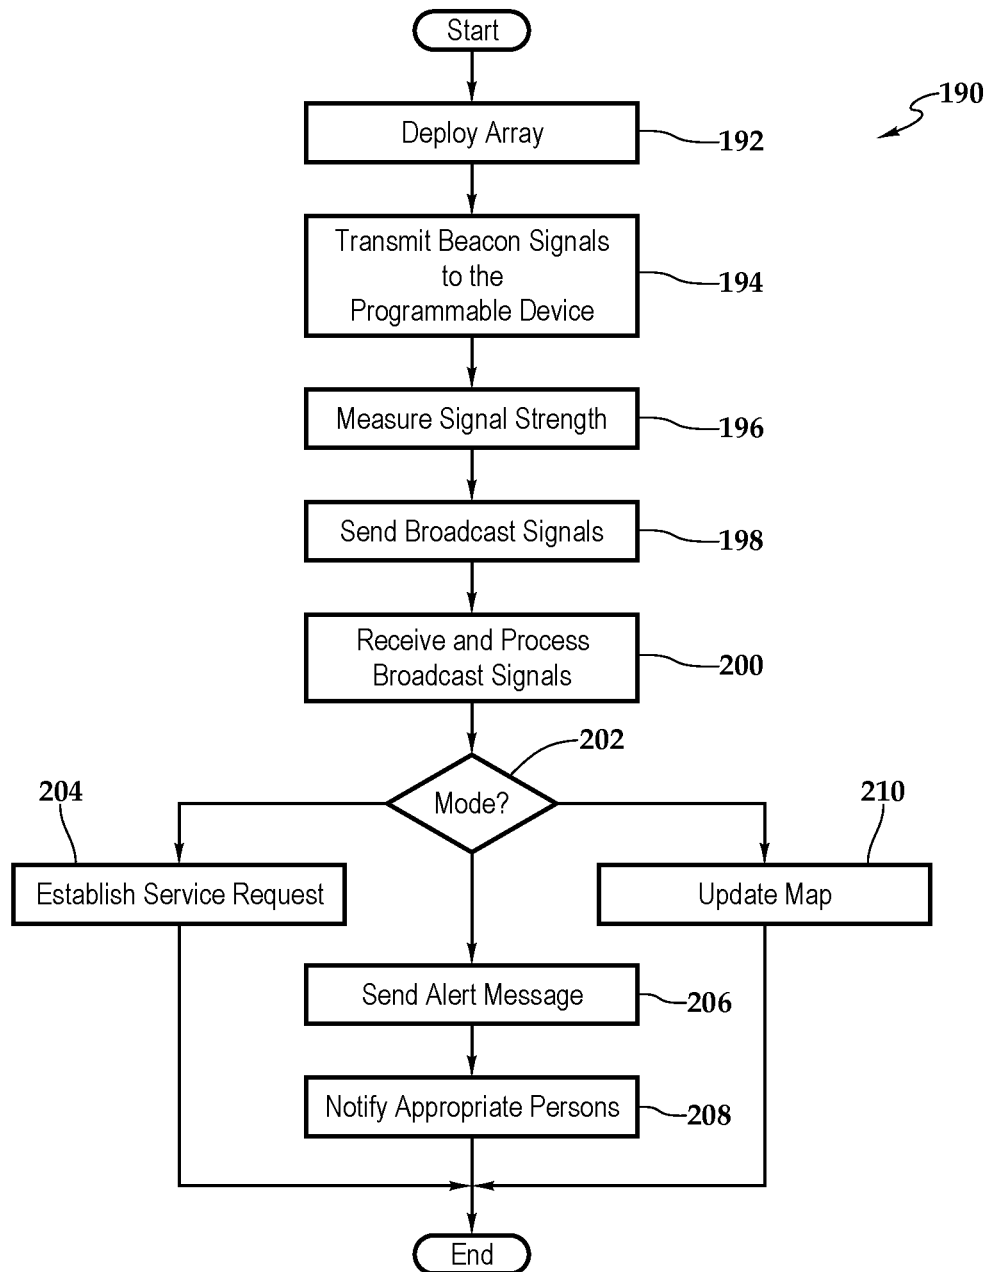 Start
190
Deploy Array
192
Transmit Beacon Signals
to the
Programmable Device
194
Measure Signal Strength
196
Send Broadcast Signals
198
Receive and Process
Broadcast Signals
200
202
Mode?
204
210
Establish Service Request
Update Map
Send Alert Message
206
Notify Appropriate Persons
208
End